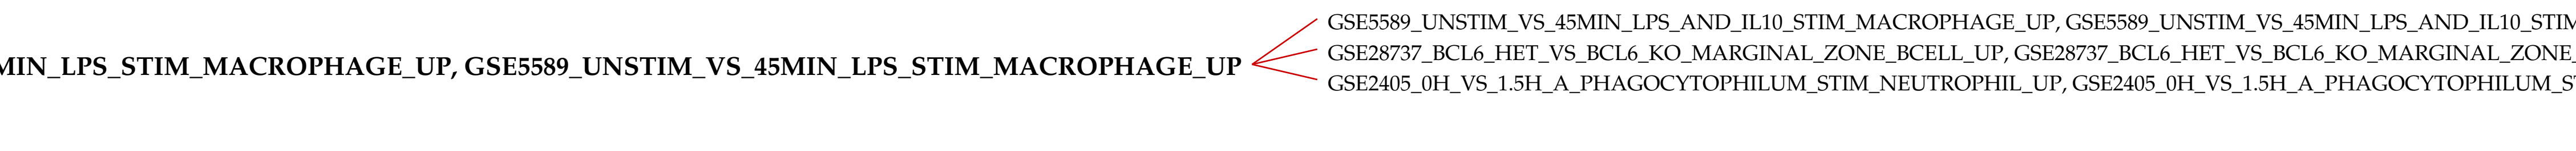 GSE5589_UNSTIM_VS_45MIN_LPS_AND_IL10_STIM_MACROPHAGE_UP, GSE5589_UNSTIM_VS_45MIN_LPS_AND_IL10_STIM
MIN_LPS_STIM_MACROPHAGE_UP, GSE5589_UNSTIM_VS_45MIN_LPS_STIM_MACROPHAGE_UP
GSE28737_BCL6_HET_VS_BCL6_KO_MARGINAL_ZONE_BCELL_UP, GSE28737_BCL6_HET_VS_BCL6_KO_MARGINAL_ZONE_
GSE2405_0H_VS_1.5H_A_PHAGOCYTOPHILUM_STIM_NEUTROPHIL_UP, GSE2405_0H_VS_1.5H_A_PHAGOCYTOPHILUM_ST